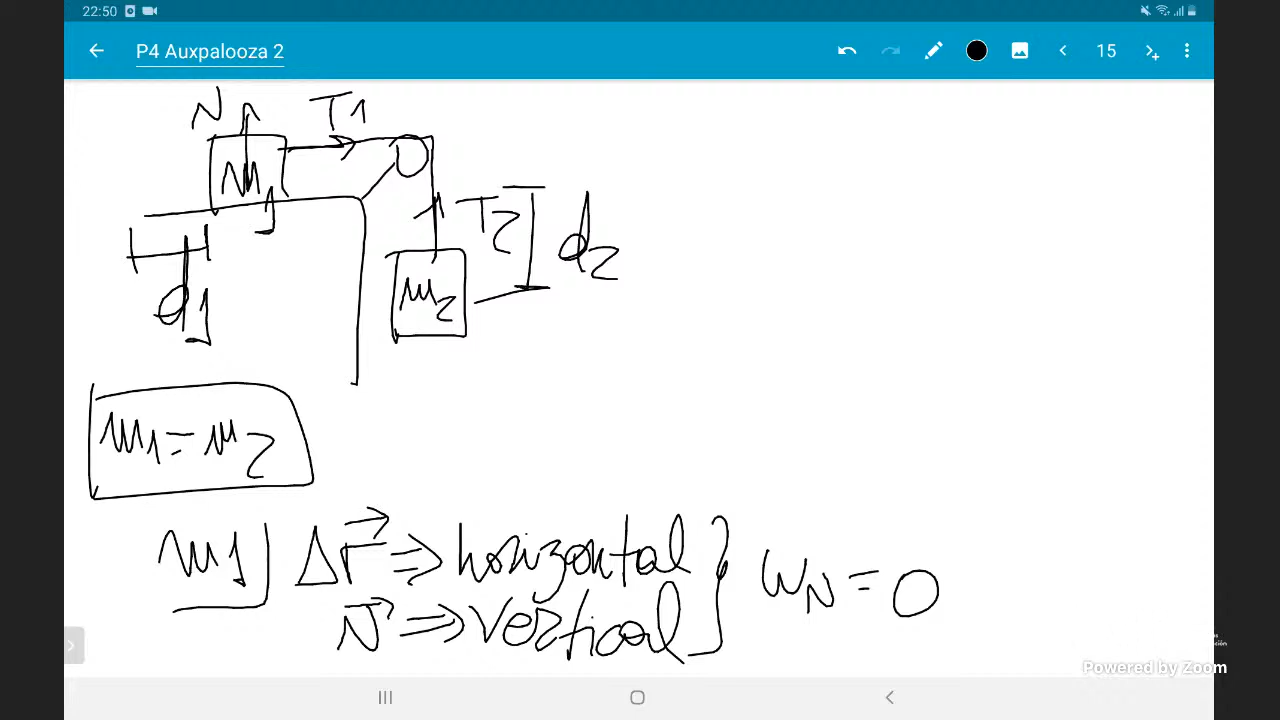 22:50
P4 Auxpalooza 2
15
N T1
M1
T2 d2
d1
m2
m1=m2
m1 Δr⃗ ⇒ horizontal
N⃗ ⇒ vertical } WN = 0
Powered by Zoom